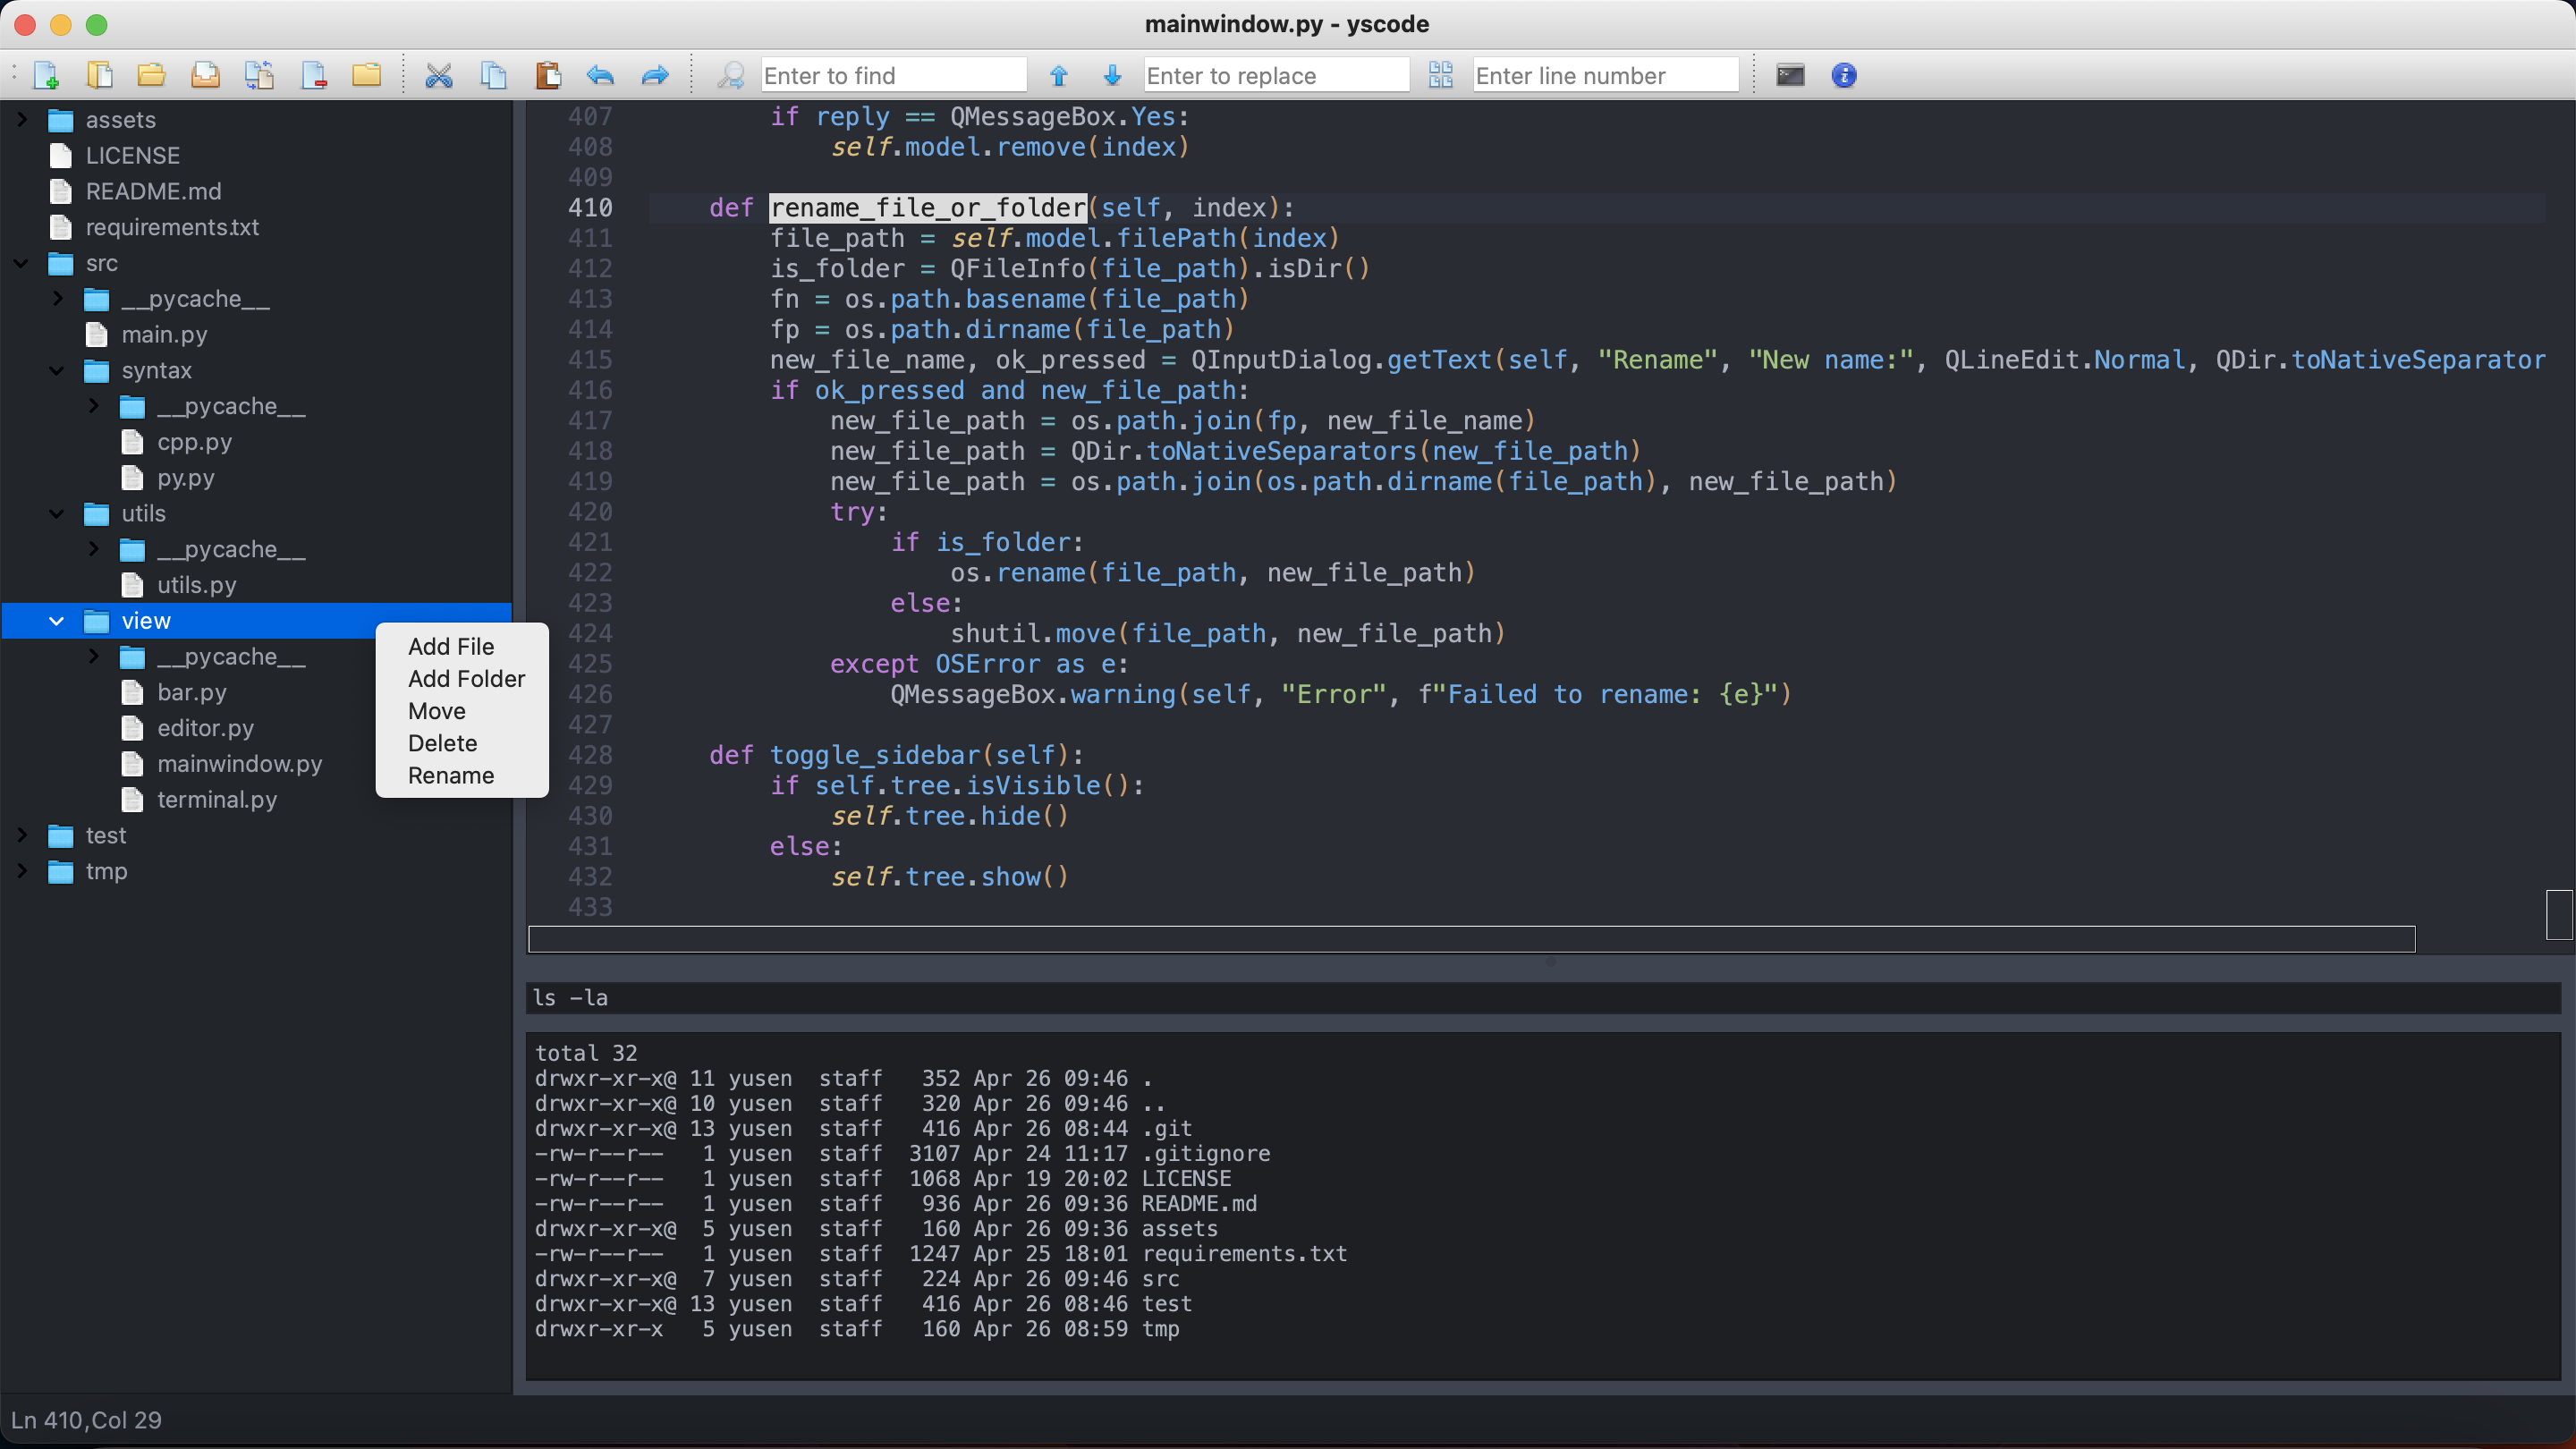 mainwindow.py - yscode
Enter to find
Enter to replace
Enter line number
assets
LICENSE
README.md
requirements.txt
src
__pycache__
main.py
syntax
__pycache__
cpp.py
py.py
utils
__pycache__
utils.py
view
__pycache__
bar.py
editor.py
mainwindow.py
terminal.py
test
tmp
Add File
Add Folder
Move
Delete
Rename
407         if reply == QMessageBox.Yes:
408             self.model.remove(index)
409
410     def rename_file_or_folder(self, index):
411         file_path = self.model.filePath(index)
412         is_folder = QFileInfo(file_path).isDir()
413         fn = os.path.basename(file_path)
414         fp = os.path.dirname(file_path)
415         new_file_name, ok_pressed = QInputDialog.getText(self, "Rename", "New name:", QLineEdit.Normal, QDir.toNativeSeparator
416         if ok_pressed and new_file_path:
417             new_file_path = os.path.join(fp, new_file_name)
418             new_file_path = QDir.toNativeSeparators(new_file_path)
419             new_file_path = os.path.join(os.path.dirname(file_path), new_file_path)
420             try:
421                 if is_folder:
422                     os.rename(file_path, new_file_path)
423                 else:
424                     shutil.move(file_path, new_file_path)
425             except OSError as e:
426                 QMessageBox.warning(self, "Error", f"Failed to rename: {e}")
427
428     def toggle_sidebar(self):
429         if self.tree.isVisible():
430             self.tree.hide()
431         else:
432             self.tree.show()
433
ls -la
total 32
drwxr-xr-x@ 11 yusen  staff   352 Apr 26 09:46 .
drwxr-xr-x@ 10 yusen  staff   320 Apr 26 09:46 ..
drwxr-xr-x@ 13 yusen  staff   416 Apr 26 08:44 .git
-rw-r--r--   1 yusen  staff  3107 Apr 24 11:17 .gitignore
-rw-r--r--   1 yusen  staff  1068 Apr 19 20:02 LICENSE
-rw-r--r--   1 yusen  staff   936 Apr 26 09:36 README.md
drwxr-xr-x@  5 yusen  staff   160 Apr 26 09:36 assets
-rw-r--r--   1 yusen  staff  1247 Apr 25 18:01 requirements.txt
drwxr-xr-x@  7 yusen  staff   224 Apr 26 09:46 src
drwxr-xr-x@ 13 yusen  staff   416 Apr 26 08:46 test
drwxr-xr-x   5 yusen  staff   160 Apr 26 08:59 tmp
Ln 410,Col 29